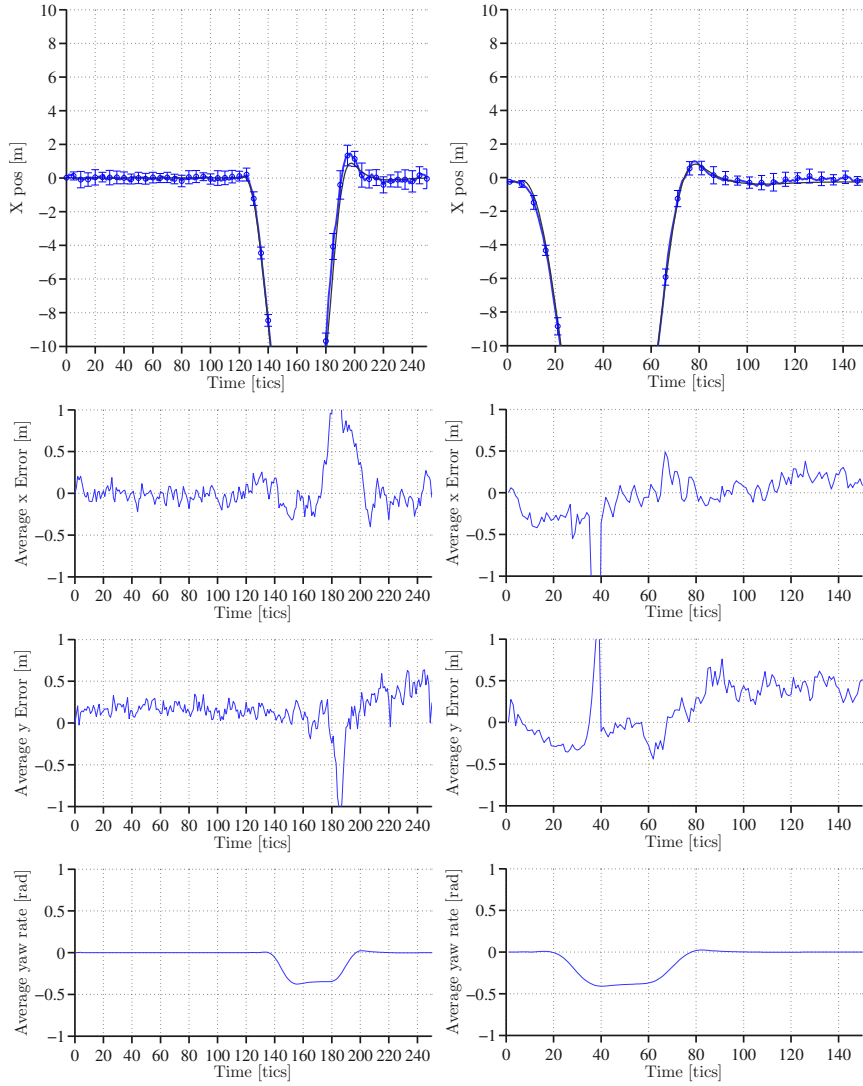 10
8
6
4
2
0
−2
−4
−6
−8
−10
X pos [m]
0 20 40 60 80 100 120 140 160 180 200 220 240
Time [tics]
10
8
6
4
2
0
−2
−4
−6
−8
−10
X pos [m]
0 20 40 60 80 100 120 140
Time [tics]
1
0.5
0
−0.5
−1
Average x Error [m]
0 20 40 60 80 100 120 140 160 180 200 220 240
Time [tics]
1
0.5
0
−0.5
−1
Average x Error [m]
0 20 40 60 80 100 120 140
Time [tics]
1
0.5
0
−0.5
−1
Average y Error [m]
0 20 40 60 80 100 120 140 160 180 200 220 240
Time [tics]
1
0.5
0
−0.5
−1
Average y Error [m]
0 20 40 60 80 100 120 140
Time [tics]
1
0.5
0
−0.5
−1
Average yaw rate [rad]
0 20 40 60 80 100 120 140 160 180 200 220 240
Time [tics]
1
0.5
0
−0.5
−1
Average yaw rate [rad]
0 20 40 60 80 100 120 140
Time [tics]